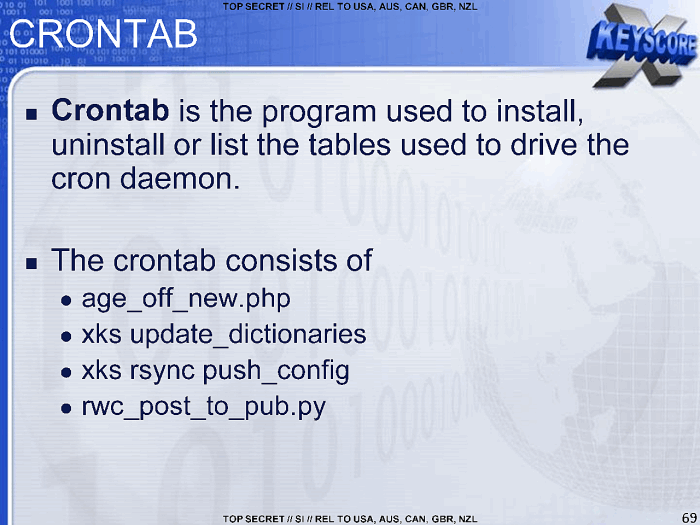 TOP SECRET // SI // REL TO USA, AUS, CAN, GBR, NZL
CRONTAB
X
KEYSCORE
■ Crontab is the program used to install,
uninstall or list the tables used to drive the
cron daemon.
■ The crontab consists of
● age_off_new.php
● xks update_dictionaries
● xks rsync push_config
● rwc_post_to_pub.py
TOP SECRET // SI // REL TO USA, AUS, CAN, GBR, NZL
69